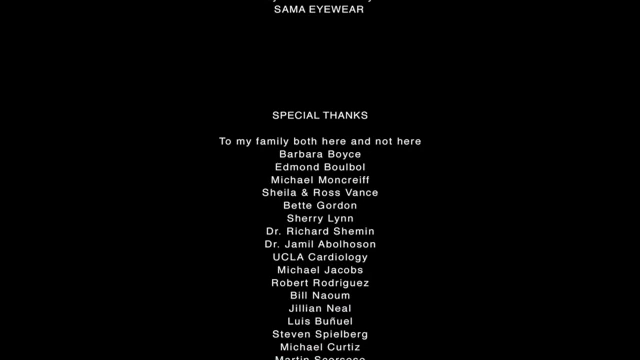 SAMA EYEWEAR
SPECIAL THANKS
To my family both here and not here
Barbara Boyce
Edmond Boulbol
Michael Moncreiff
Sheila & Ross Vance
Bette Gordon
Sherry Lynn
Dr. Richard Shemin
Dr. Jamil Abolhoson
UCLA Cardiology
Michael Jacobs
Robert Rodriguez
Bill Naoum
Jillian Neal
Luis Buñuel
Steven Spielberg
Michael Curtiz
Martin Scorsese